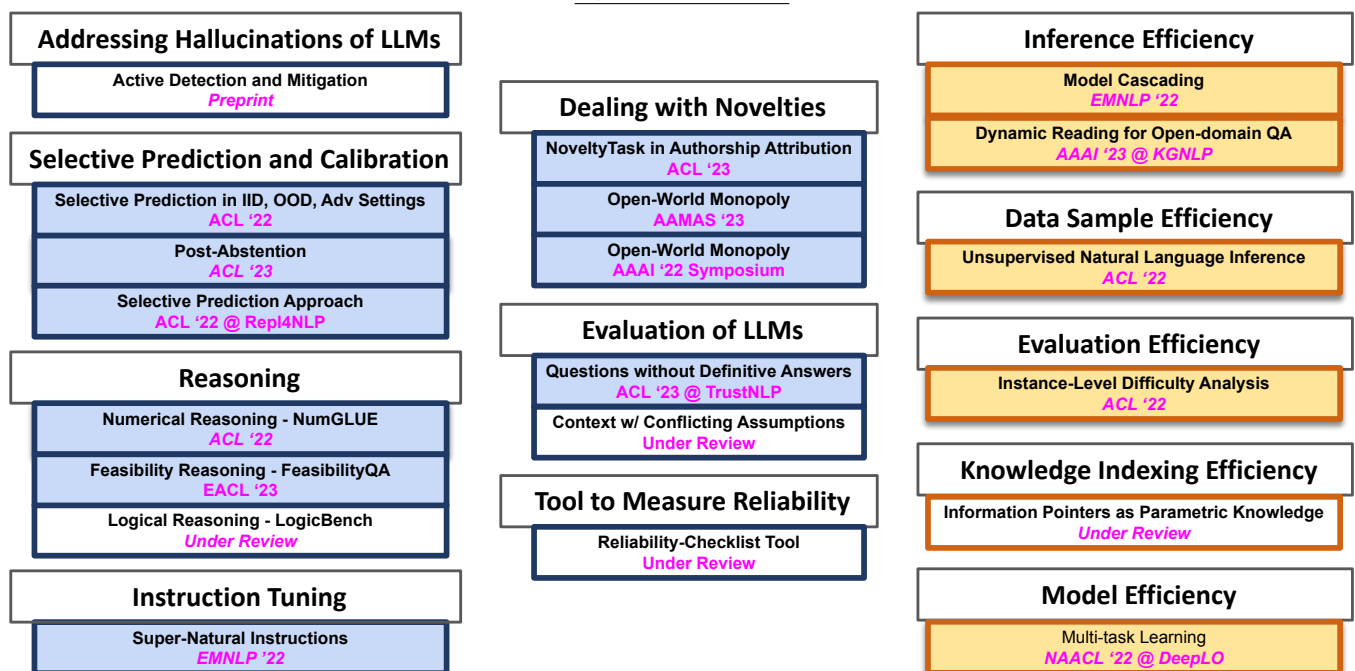 Addressing Hallucinations of LLMs
Active Detection and Mitigation
Preprint
Selective Prediction and Calibration
Selective Prediction in IID, OOD, Adv Settings
ACL ‘22
Post-Abstention
ACL ‘23
Selective Prediction Approach
ACL ‘22 @ Repl4NLP
Reasoning
Numerical Reasoning - NumGLUE
ACL ‘22
Feasibility Reasoning - FeasibilityQA
EACL ‘23
Logical Reasoning - LogicBench
Under Review
Instruction Tuning
Super-Natural Instructions
EMNLP ’22
Dealing with Novelties
NoveltyTask in Authorship Attribution
ACL ‘23
Open-World Monopoly
AAMAS ‘23
Open-World Monopoly
AAAI ‘22 Symposium
Evaluation of LLMs
Questions without Definitive Answers
ACL ‘23 @ TrustNLP
Context w/ Conflicting Assumptions
Under Review
Tool to Measure Reliability
Reliability-Checklist Tool
Under Review
Inference Efficiency
Model Cascading
EMNLP ‘22
Dynamic Reading for Open-domain QA
AAAI ‘23 @ KGNLP
Data Sample Efficiency
Unsupervised Natural Language Inference
ACL ‘22
Evaluation Efficiency
Instance-Level Difficulty Analysis
ACL ‘22
Knowledge Indexing Efficiency
Information Pointers as Parametric Knowledge
Under Review
Model Efficiency
Multi-task Learning
NAACL ‘22 @ DeepLO